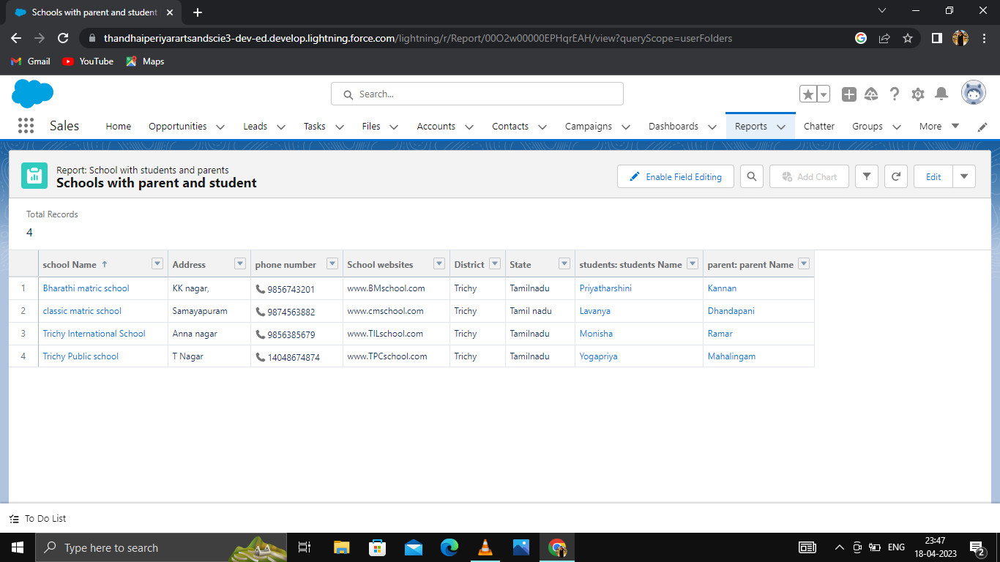 Schools with parent and student
thandhaiperiyarartsandscie3-dev-ed.develop.lightning.force.com/lightning/r/Report/00O2w00000EPHqrEAH/view?queryScope=userFolders
Gmail YouTube Maps
Search...
Sales Home Opportunities Leads Tasks Files Accounts Contacts Campaigns Dashboards Reports Chatter Groups More
Report: School with students and parents
Schools with parent and student
Enable Field Editing Add Chart Edit
Total Records
4
school Name Address phone number School websites District State students: students Name parent: parent Name
1 Bharathi matric school KK nagar, 9856743201 www.BMschool.com Trichy Tamilnadu Priyatharshini Kannan
2 classic matric school Samayapuram 9874563882 www.cmschool.com Trichy Tamil nadu Lavanya Dhandapani
3 Trichy International School Anna nagar 9856385679 www.TILschool.com Trichy Tamilnadu Monisha Ramar
4 Trichy Public school T Nagar 14048674874 www.TPCschool.com Trichy Tamilnadu Yogapriya Mahalingam
To Do List
Type here to search
ENG
23:47
18-04-2023
2